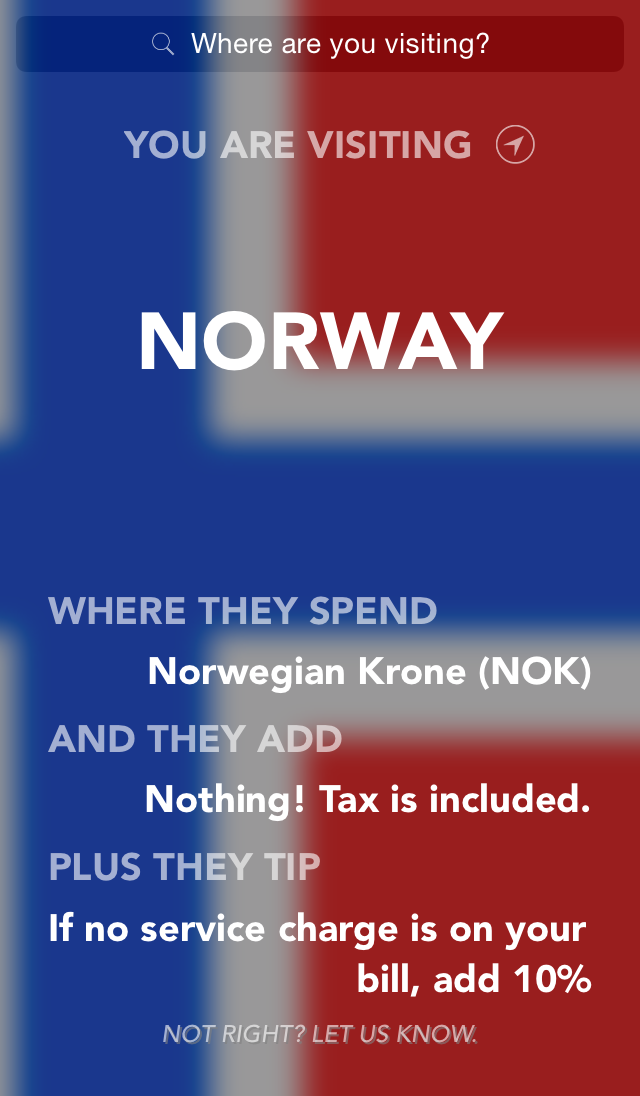 Where are you visiting?
YOU ARE VISITING
NORWAY
WHERE THEY SPEND
Norwegian Krone (NOK)
AND THEY ADD
Nothing! Tax is included.
PLUS THEY TIP
If no service charge is on your
bill, add 10%
NOT RIGHT? LET US KNOW.